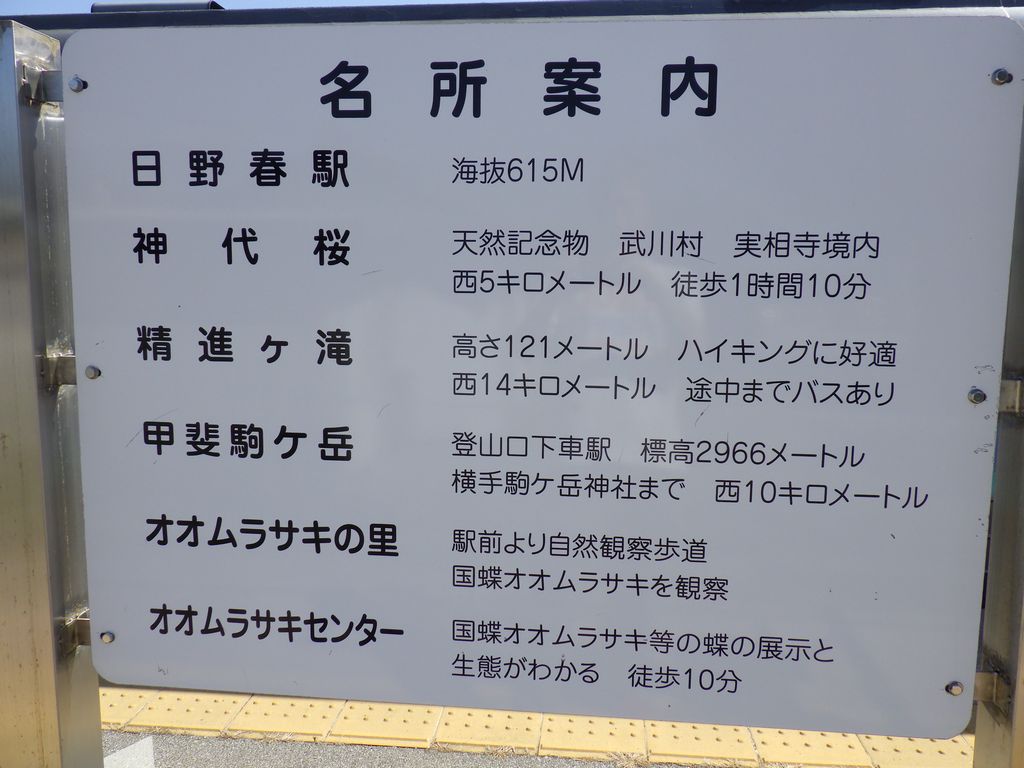 名所案内
日野春駅 海抜615M
神代桜 天然記念物 武川村 実相寺境内
西5キロメートル 徒歩1時間10分
精進ヶ滝 高さ121メートル ハイキングに好適
西14キロメートル 途中までバスあり
甲斐駒ケ岳 登山口下車駅 標高2966メートル
横手駒ケ岳神社まで 西10キロメートル
オオムラサキの里 駅前より自然観察歩道
国蝶オオムラサキを観察
オオムラサキセンター 国蝶オオムラサキ等の蝶の展示と
生態がわかる 徒歩10分